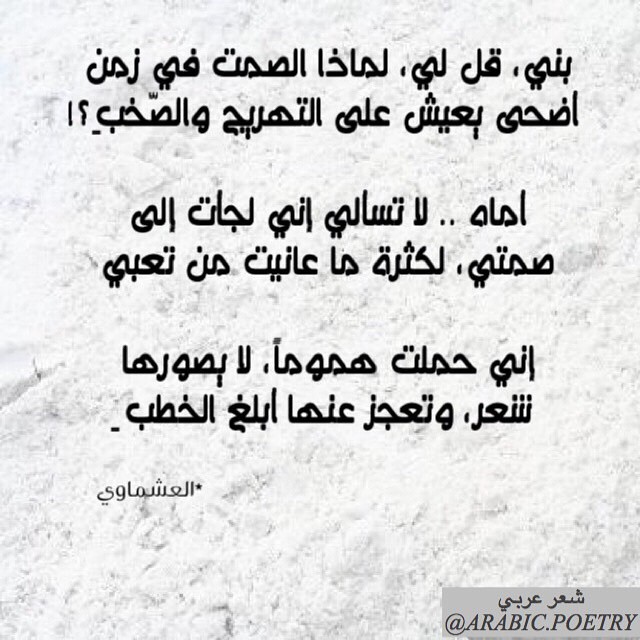 بني، قل لي، لماذا الصمت في زمن
أضحى يعيش على التهريج والصّخبِ؟!
أماه .. لا تسألي إني لجأت إلى
صمتي، لكثرة ما عانيت من تعبي
إني حملت هموماً، لا يصورها
شعر، وتعجز عنها أبلغ الخطبِ
*العشماوي
شعر عربي
@ARABIC.POETRY